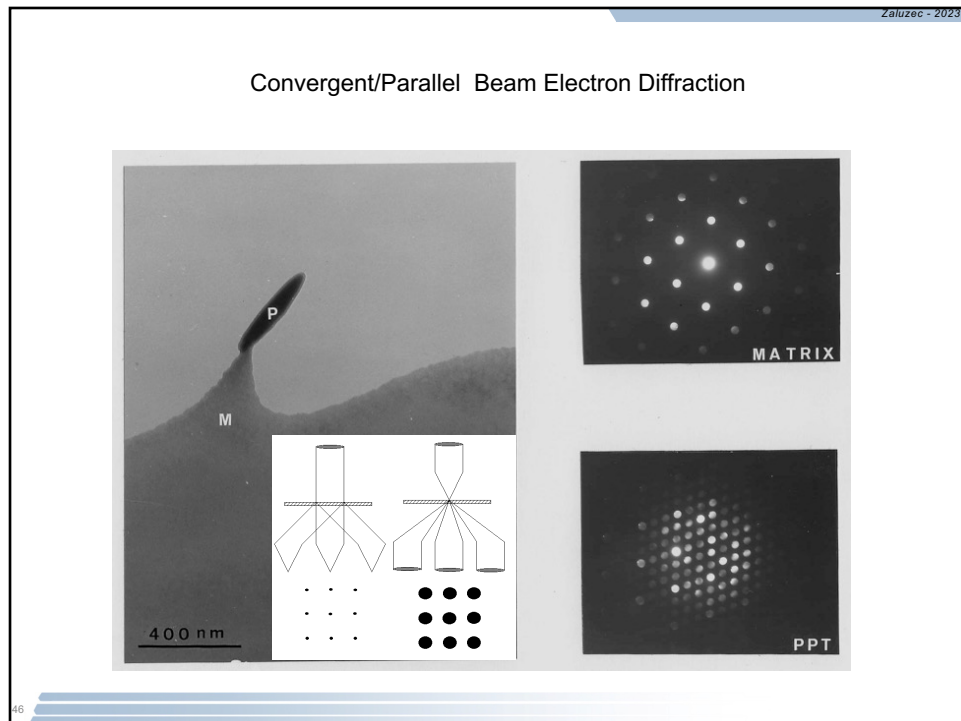 Zaluzec - 2023
Convergent/Parallel Beam Electron Diffraction
P
M
400 nm
MATRIX
PPT
46